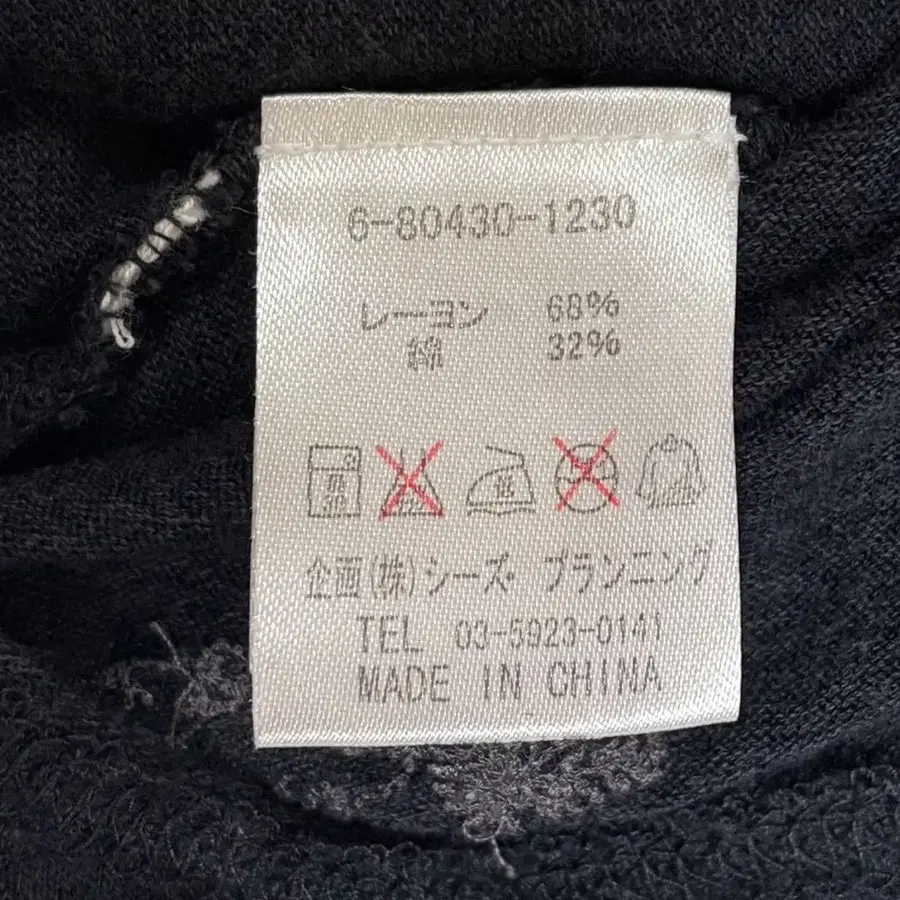 6-80430-1230
レーヨン 68%
綿 32%
企画(株)シーズ・プランニング
TEL 03-5923-0141
MADE IN CHINA